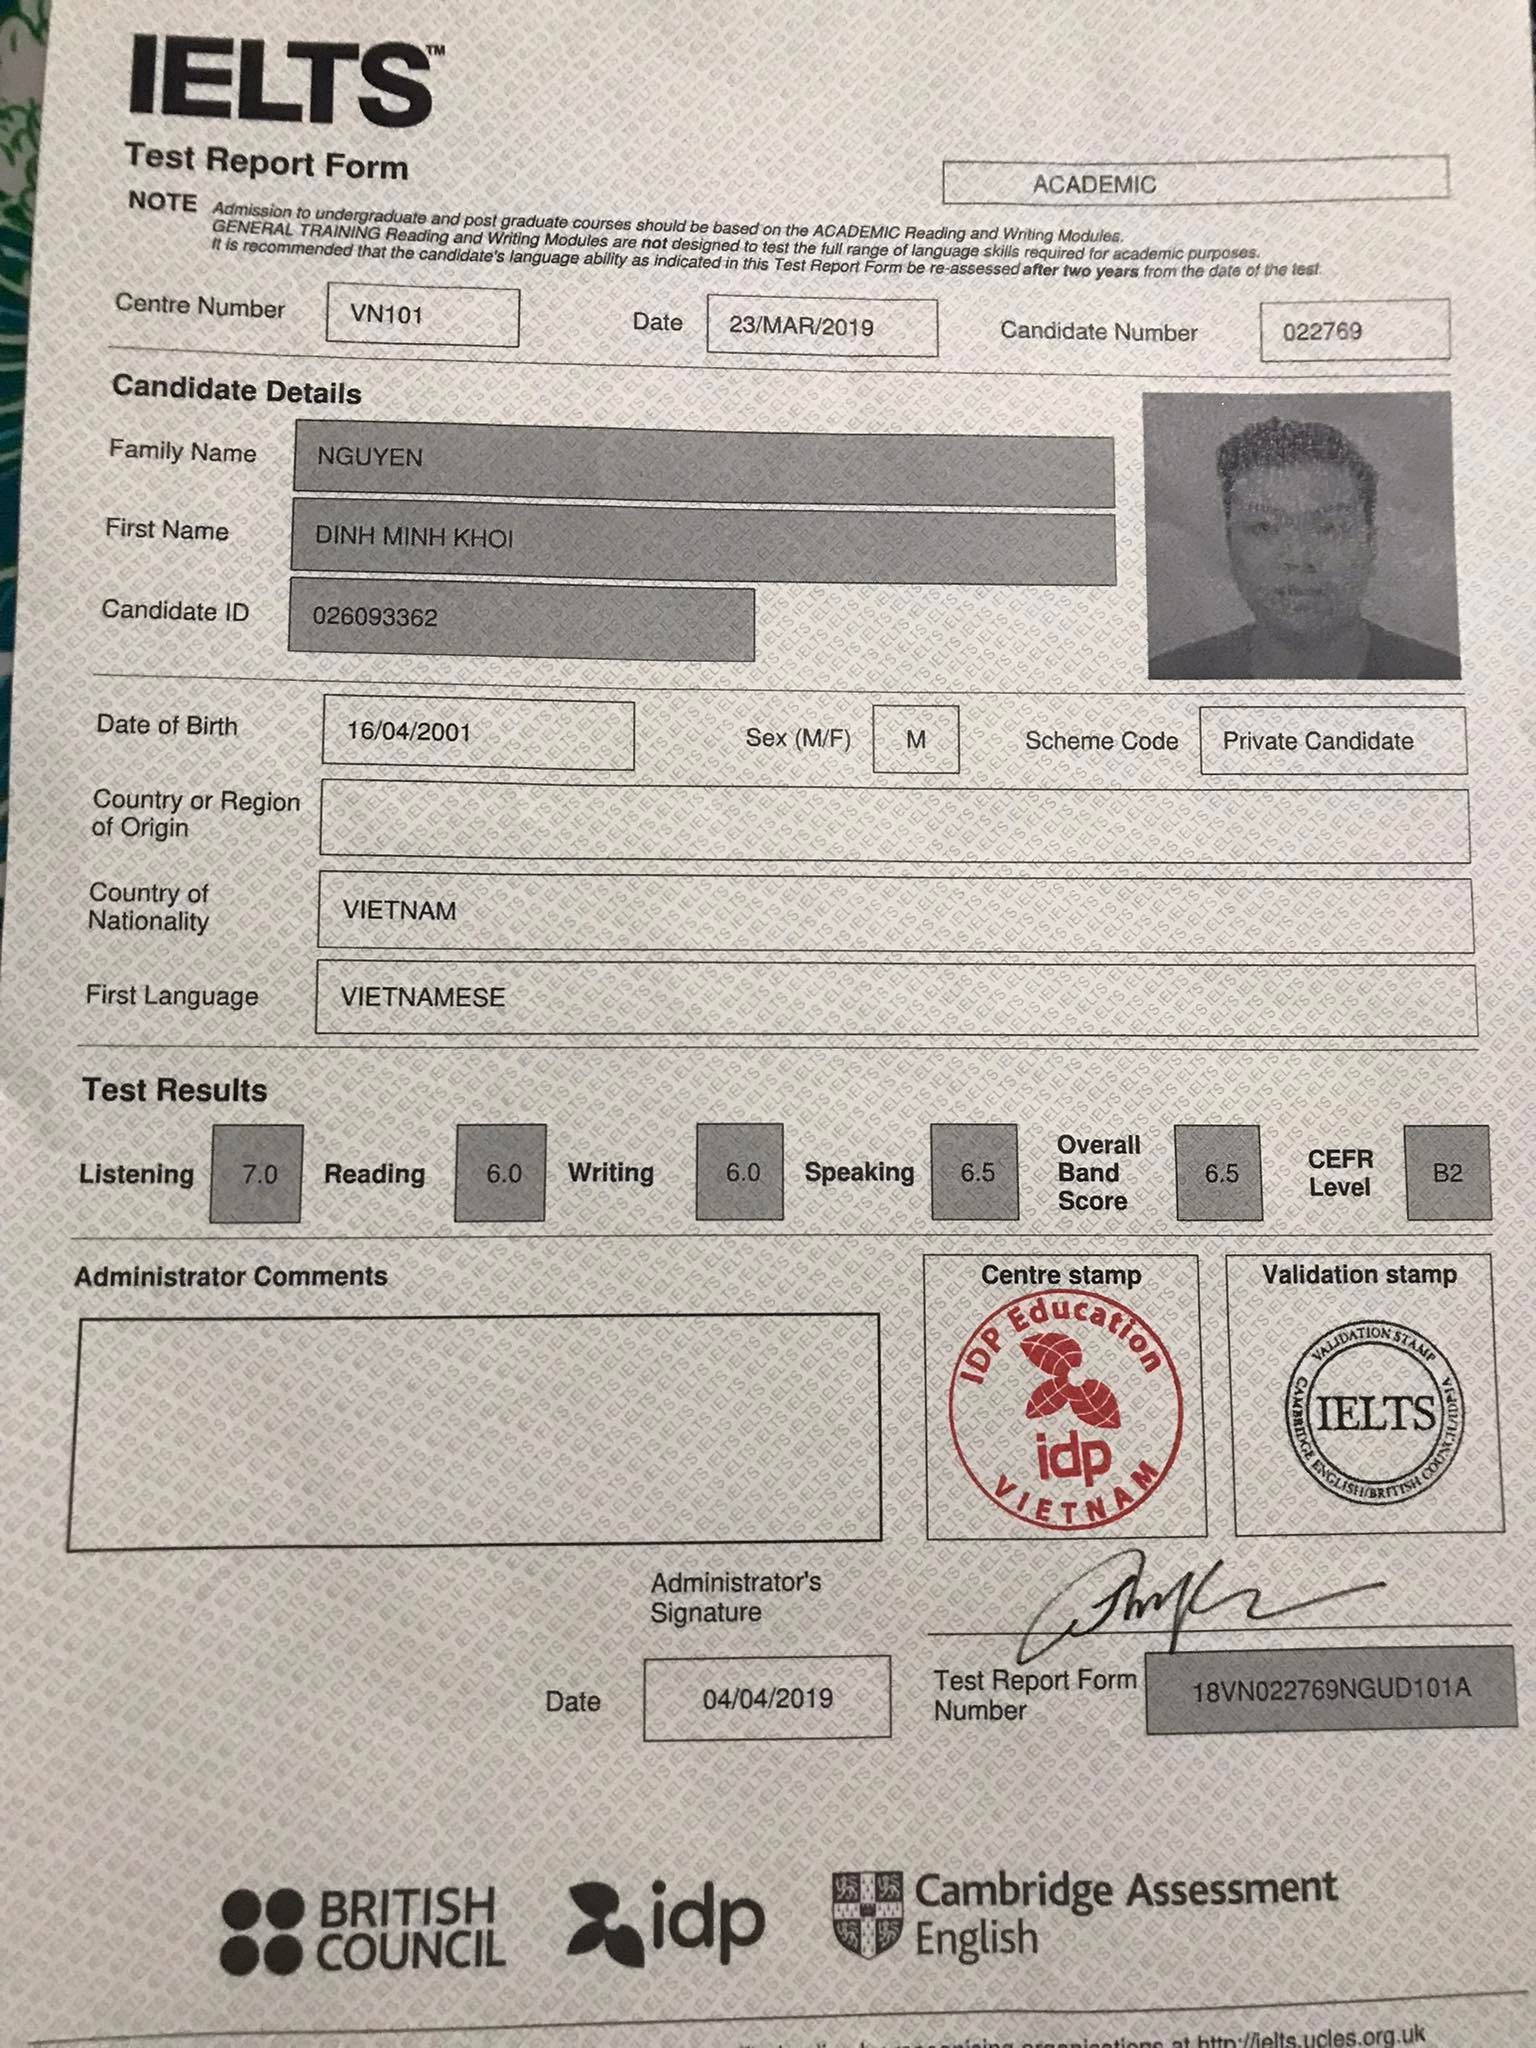 IELTS™
Test Report Form
ACADEMIC
NOTE Admission to undergraduate and post graduate courses should be based on the ACADEMIC Reading and Writing Modules.
GENERAL TRAINING Reading and Writing Modules are not designed to test the full range of language skills required for academic purposes.
It is recommended that the candidate's language ability as indicated in this Test Report Form be re-assessed after two years from the date of the test.
Centre Number VN101 Date 23/MAR/2019 Candidate Number 022769
Candidate Details
Family Name NGUYEN
First Name DINH MINH KHOI
Candidate ID 026093362
Date of Birth 16/04/2001 Sex (M/F) M Scheme Code Private Candidate
Country or Region
of Origin
Country of
Nationality VIETNAM
First Language VIETNAMESE
Test Results
Listening 7.0 Reading 6.0 Writing 6.0 Speaking 6.5 Overall Band Score 6.5 CEFR Level B2
Administrator Comments
Centre stamp
IDP Education
idp
VIETNAM
Validation stamp
VALIDATION STAMP
IELTS
CAMBRIDGE ENGLISH/BRITISH COUNCIL/IDPIA
Administrator's
Signature
Date 04/04/2019
Test Report Form
Number 18VN022769NGUD101A
BRITISH
COUNCIL
idp
Cambridge Assessment
English
organisations at http://ielts.ucles.org.uk